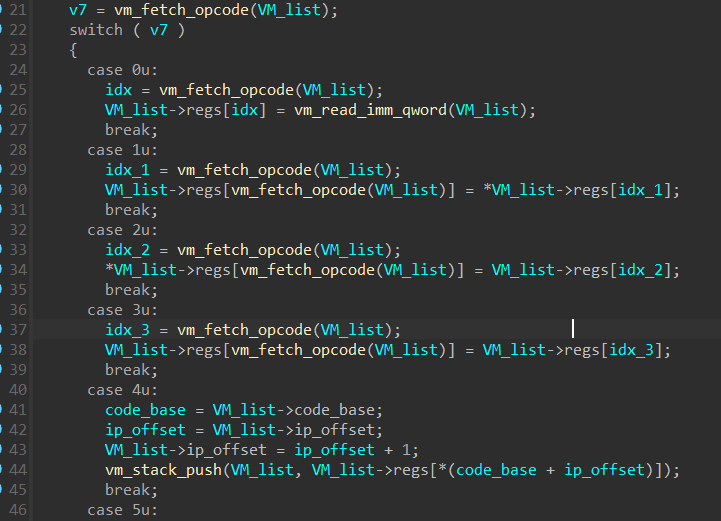 21 v7 = vm_fetch_opcode(VM_list);
22 switch ( v7 )
23 {
24 case 0u:
25 idx = vm_fetch_opcode(VM_list);
26 VM_list->regs[idx] = vm_read_imm_qword(VM_list);
27 break;
28 case 1u:
29 idx_1 = vm_fetch_opcode(VM_list);
30 VM_list->regs[vm_fetch_opcode(VM_list)] = *VM_list->regs[idx_1];
31 break;
32 case 2u:
33 idx_2 = vm_fetch_opcode(VM_list);
34 *VM_list->regs[vm_fetch_opcode(VM_list)] = VM_list->regs[idx_2];
35 break;
36 case 3u:
37 idx_3 = vm_fetch_opcode(VM_list);
38 VM_list->regs[vm_fetch_opcode(VM_list)] = VM_list->regs[idx_3];
39 break;
40 case 4u:
41 code_base = VM_list->code_base;
42 ip_offset = VM_list->ip_offset;
43 VM_list->ip_offset = ip_offset + 1;
44 vm_stack_push(VM_list, VM_list->regs[*(code_base + ip_offset)]);
45 break;
46 case 5u: